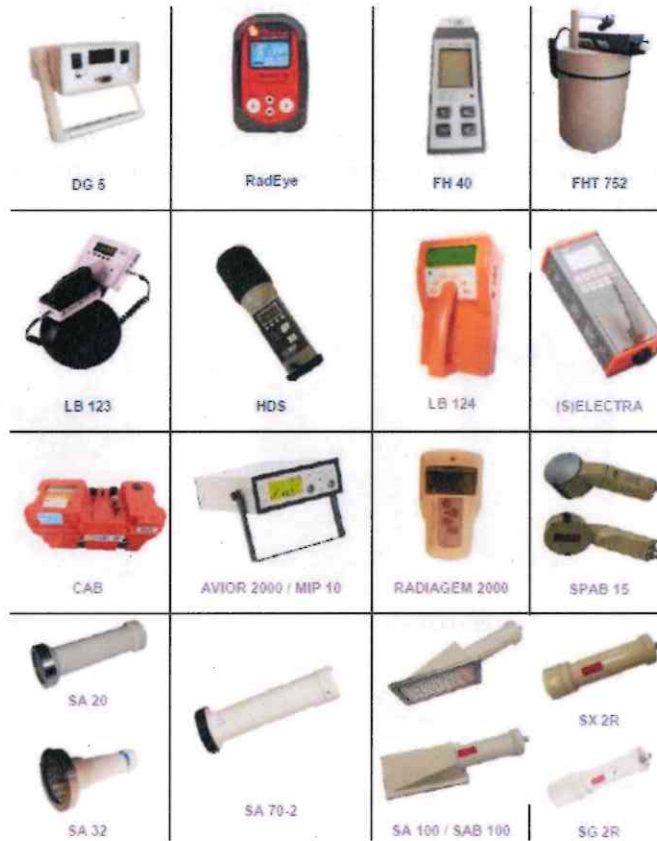 DG 5
RadEye
FH 40
FHT 752
LB 123
HDS
LB 124
(S)ELECTRA
CAB
AVIOR 2000 / MIP 10
RADIAGEM 2000
SPAB 15
SA 20
SX 2R
SA 32
SA 70-2
SA 100 / SAB 100
SG 2R